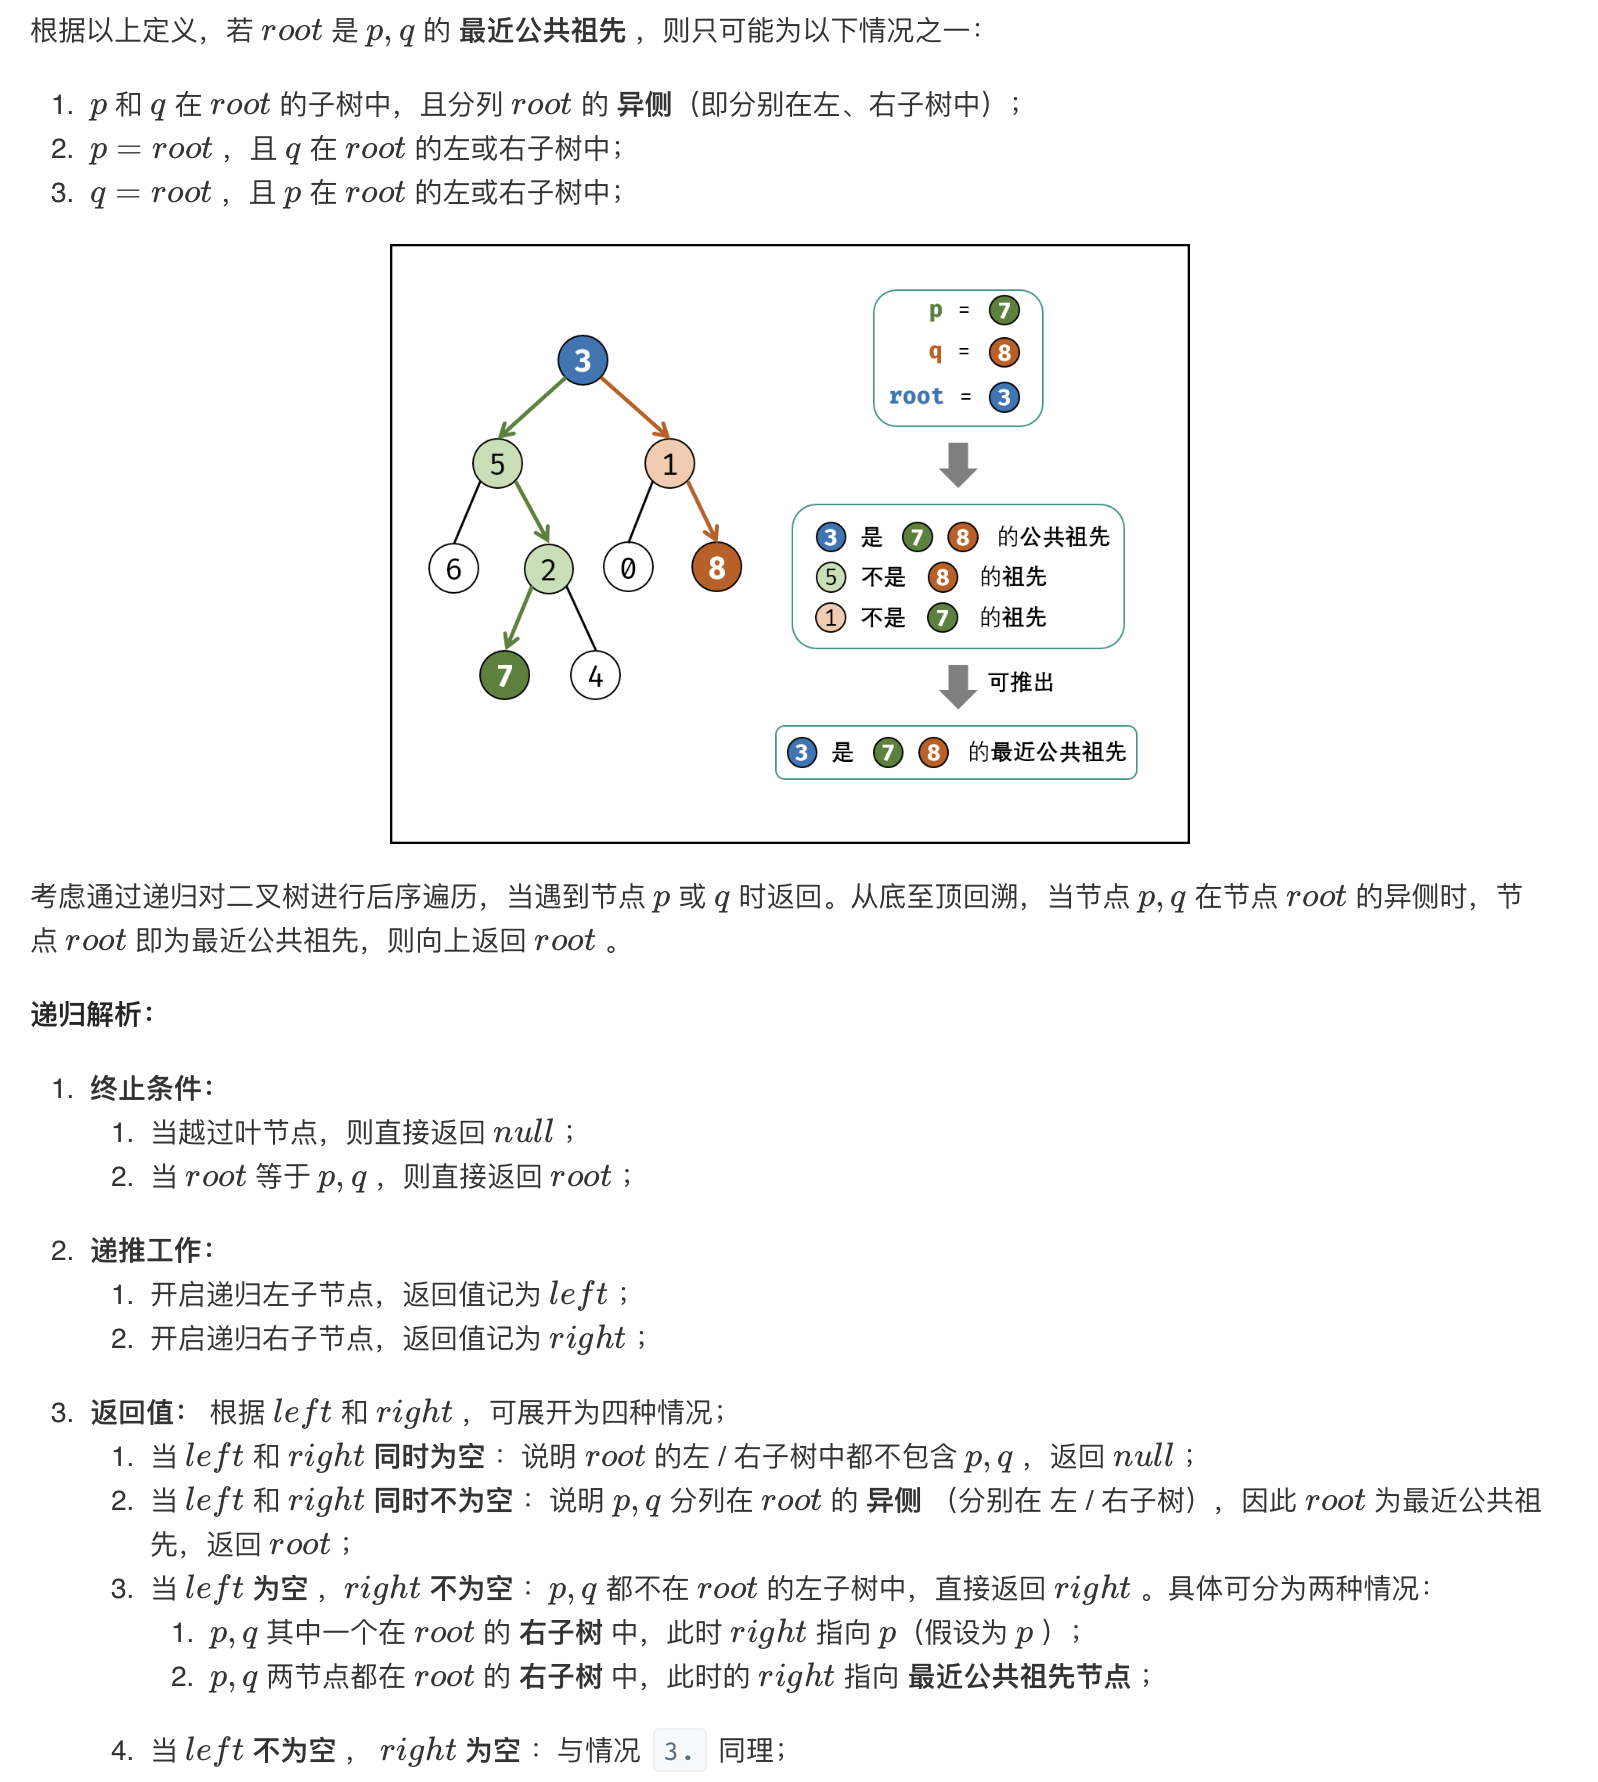 根据以上定义，若 root 是 p, q 的 最近公共祖先 ，则只可能为以下情况之一：
1. p 和 q 在 root 的子树中，且分列 root 的 异侧（即分别在左、右子树中）；
2. p = root ，且 q 在 root 的左或右子树中；
3. q = root ，且 p 在 root 的左或右子树中；
3
5
1
6
2
0
8
7
4
p = 7
q = 8
root = 3
3 是 7 8 的公共祖先
5 不是 8 的祖先
1 不是 7 的祖先
可推出
3 是 7 8 的最近公共祖先
考虑通过递归对二叉树进行后序遍历，当遇到节点 p 或 q 时返回。从底至顶回溯，当节点 p, q 在节点 root 的异侧时，节
点 root 即为最近公共祖先，则向上返回 root 。
递归解析：
1. 终止条件：
1. 当越过叶节点，则直接返回 null ；
2. 当 root 等于 p, q ，则直接返回 root ；
2. 递推工作：
1. 开启递归左子节点，返回值记为 left ；
2. 开启递归右子节点，返回值记为 right ；
3. 返回值： 根据 left 和 right ，可展开为四种情况；
1. 当 left 和 right 同时为空 ：说明 root 的左 / 右子树中都不包含 p, q ，返回 null ；
2. 当 left 和 right 同时不为空 ：说明 p, q 分列在 root 的 异侧 （分别在 左 / 右子树），因此 root 为最近公共祖
先，返回 root ；
3. 当 left 为空 ，right 不为空 ：p, q 都不在 root 的左子树中，直接返回 right 。具体可分为两种情况：
1. p, q 其中一个在 root 的 右子树 中，此时 right 指向 p（假设为 p ）；
2. p, q 两节点都在 root 的 右子树 中，此时的 right 指向 最近公共祖先节点 ；
4. 当 left 不为空 ， right 为空 ：与情况 3. 同理；